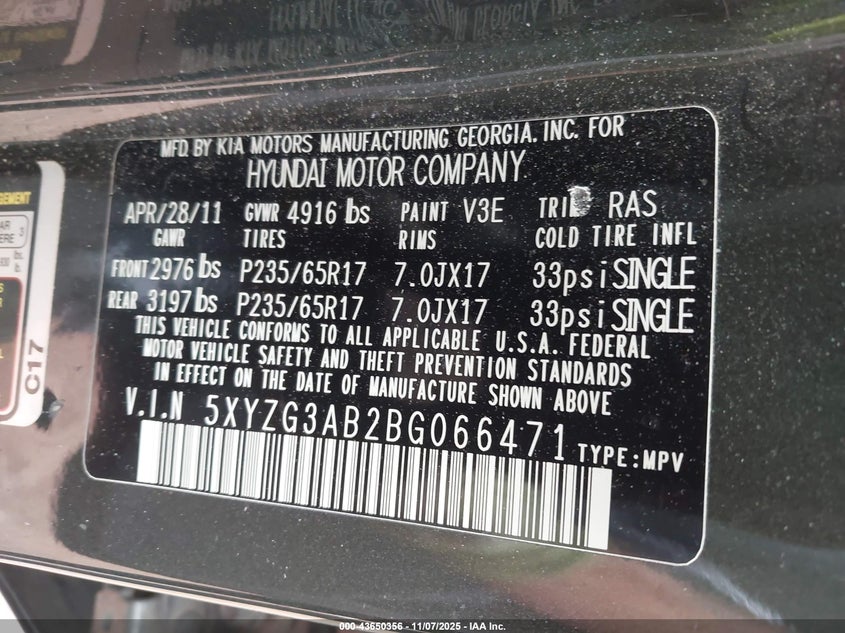 MFD. BY KIA MOTORS MANUFACTURING GEORGIA. INC. FOR
HYUNDAI MOTOR COMPANY
APR/28/11 GVWR 4916 lbs PAINT V3E RAS
GAWR TIRES RIMS COLD TIRE INFL
FRONT 2976 lbs P235/65R17 7.0JX17 33psi SINGLE
REAR 3197 lbs P235/65R17 7.0JX17 33psi SINGLE
THIS VEHICLE CONFORMS TO ALL APPLICABLE U.S.A. FEDERAL
MOTOR VEHICLE SAFETY AND THEFT PREVENTION STANDARDS
IN EFFECT ON THE DATE OF MANUFACTURE SHOWN ABOVE
V.I.N 5XYZG3AB2BG066471 TYPE:MPV
C17
000-43650356 - 11/07/2025 - IAA Inc.